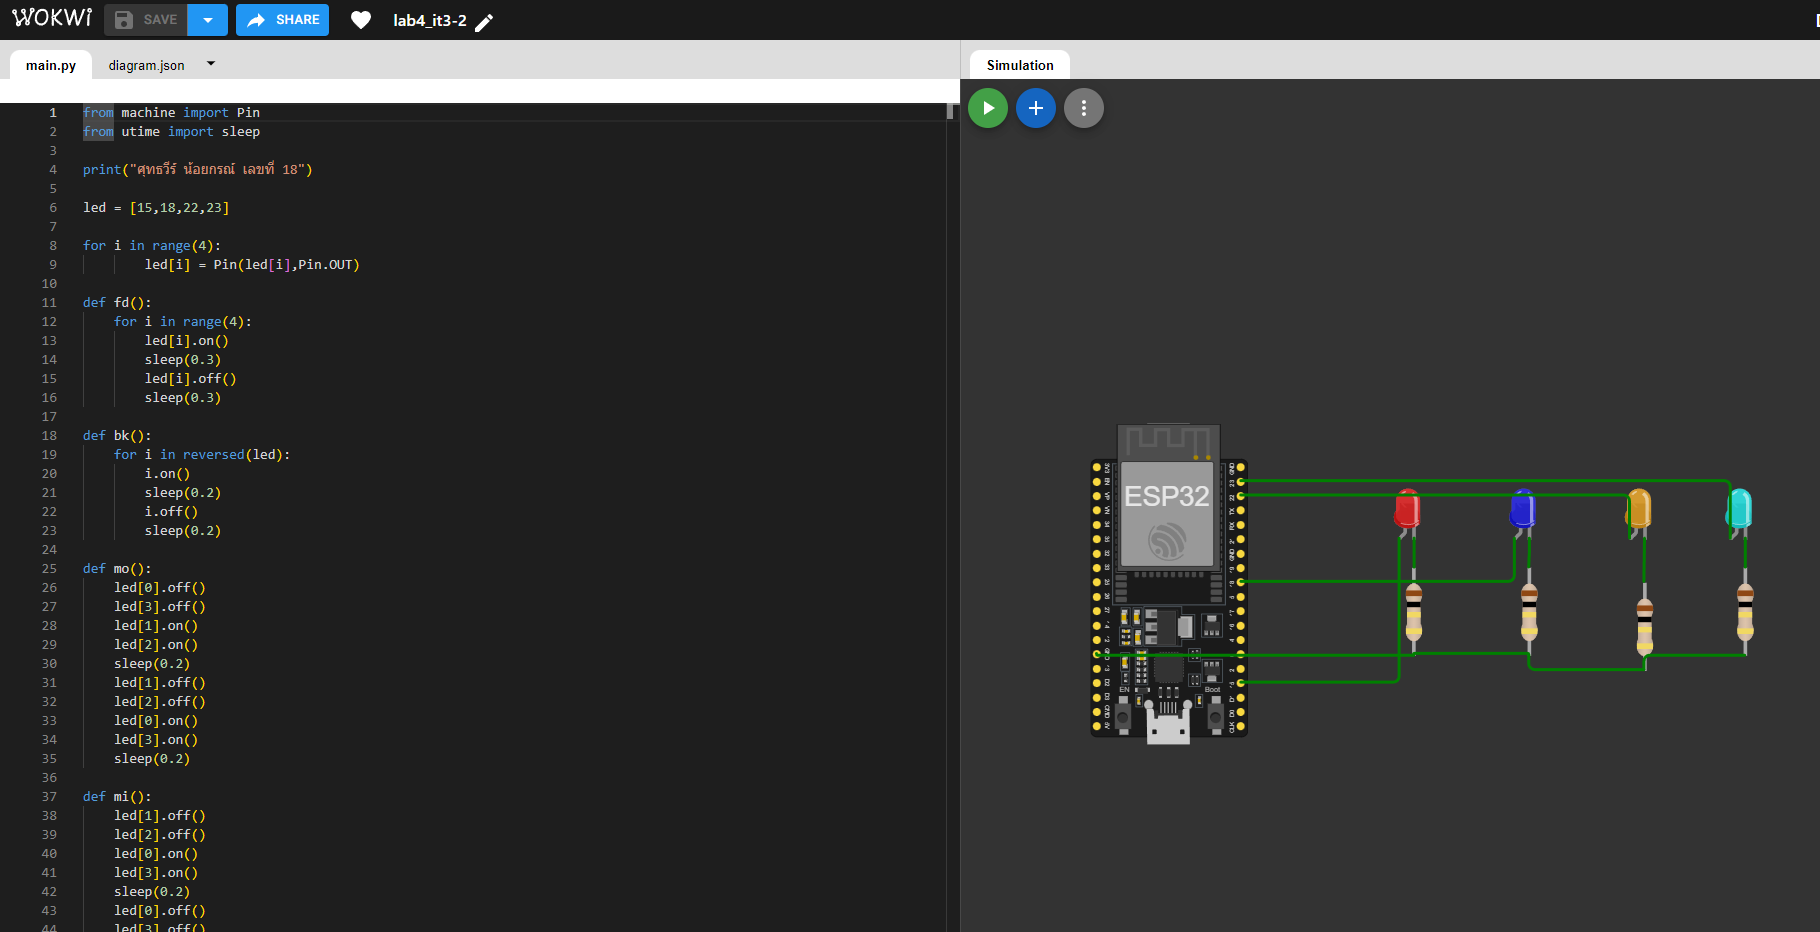 WOKWI SAVE SHARE lab4_it3-2
main.py diagram.json
Simulation
1 from machine import Pin
2 from utime import sleep
3
4 print("ศุทธวีร์ น้อยกรณ์ เลขที่ 18")
5
6 led = [15,18,22,23]
7
8 for i in range(4):
9 led[i] = Pin(led[i],Pin.OUT)
10
11 def fd():
12 for i in range(4):
13 led[i].on()
14 sleep(0.3)
15 led[i].off()
16 sleep(0.3)
17
18 def bk():
19 for i in reversed(led):
20 i.on()
21 sleep(0.2)
22 i.off()
23 sleep(0.2)
24
25 def mo():
26 led[0].off()
27 led[3].off()
28 led[1].on()
29 led[2].on()
30 sleep(0.2)
31 led[1].off()
32 led[2].off()
33 led[0].on()
34 led[3].on()
35 sleep(0.2)
36
37 def mi():
38 led[1].off()
39 led[2].off()
40 led[0].on()
41 led[3].on()
42 sleep(0.2)
43 led[0].off()
44 led[3].off()
ESP32
EN Boot